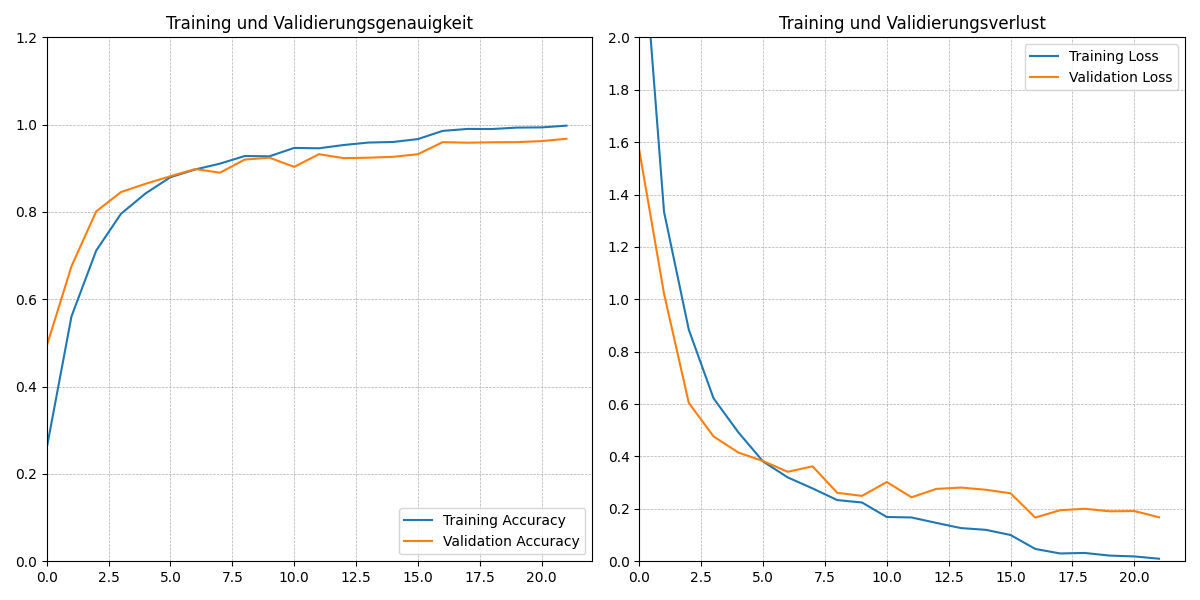 Training und Validierungsgenauigkeit
1.2
1.0
0.8
0.6
0.4
0.2
0.0
Training Accuracy
Validation Accuracy
0.0 2.5 5.0 7.5 10.0 12.5 15.0 17.5 20.0
Training und Validierungsverlust
2.0
1.8
1.6
1.4
1.2
1.0
0.8
0.6
0.4
0.2
0.0
Training Loss
Validation Loss
0.0 2.5 5.0 7.5 10.0 12.5 15.0 17.5 20.0